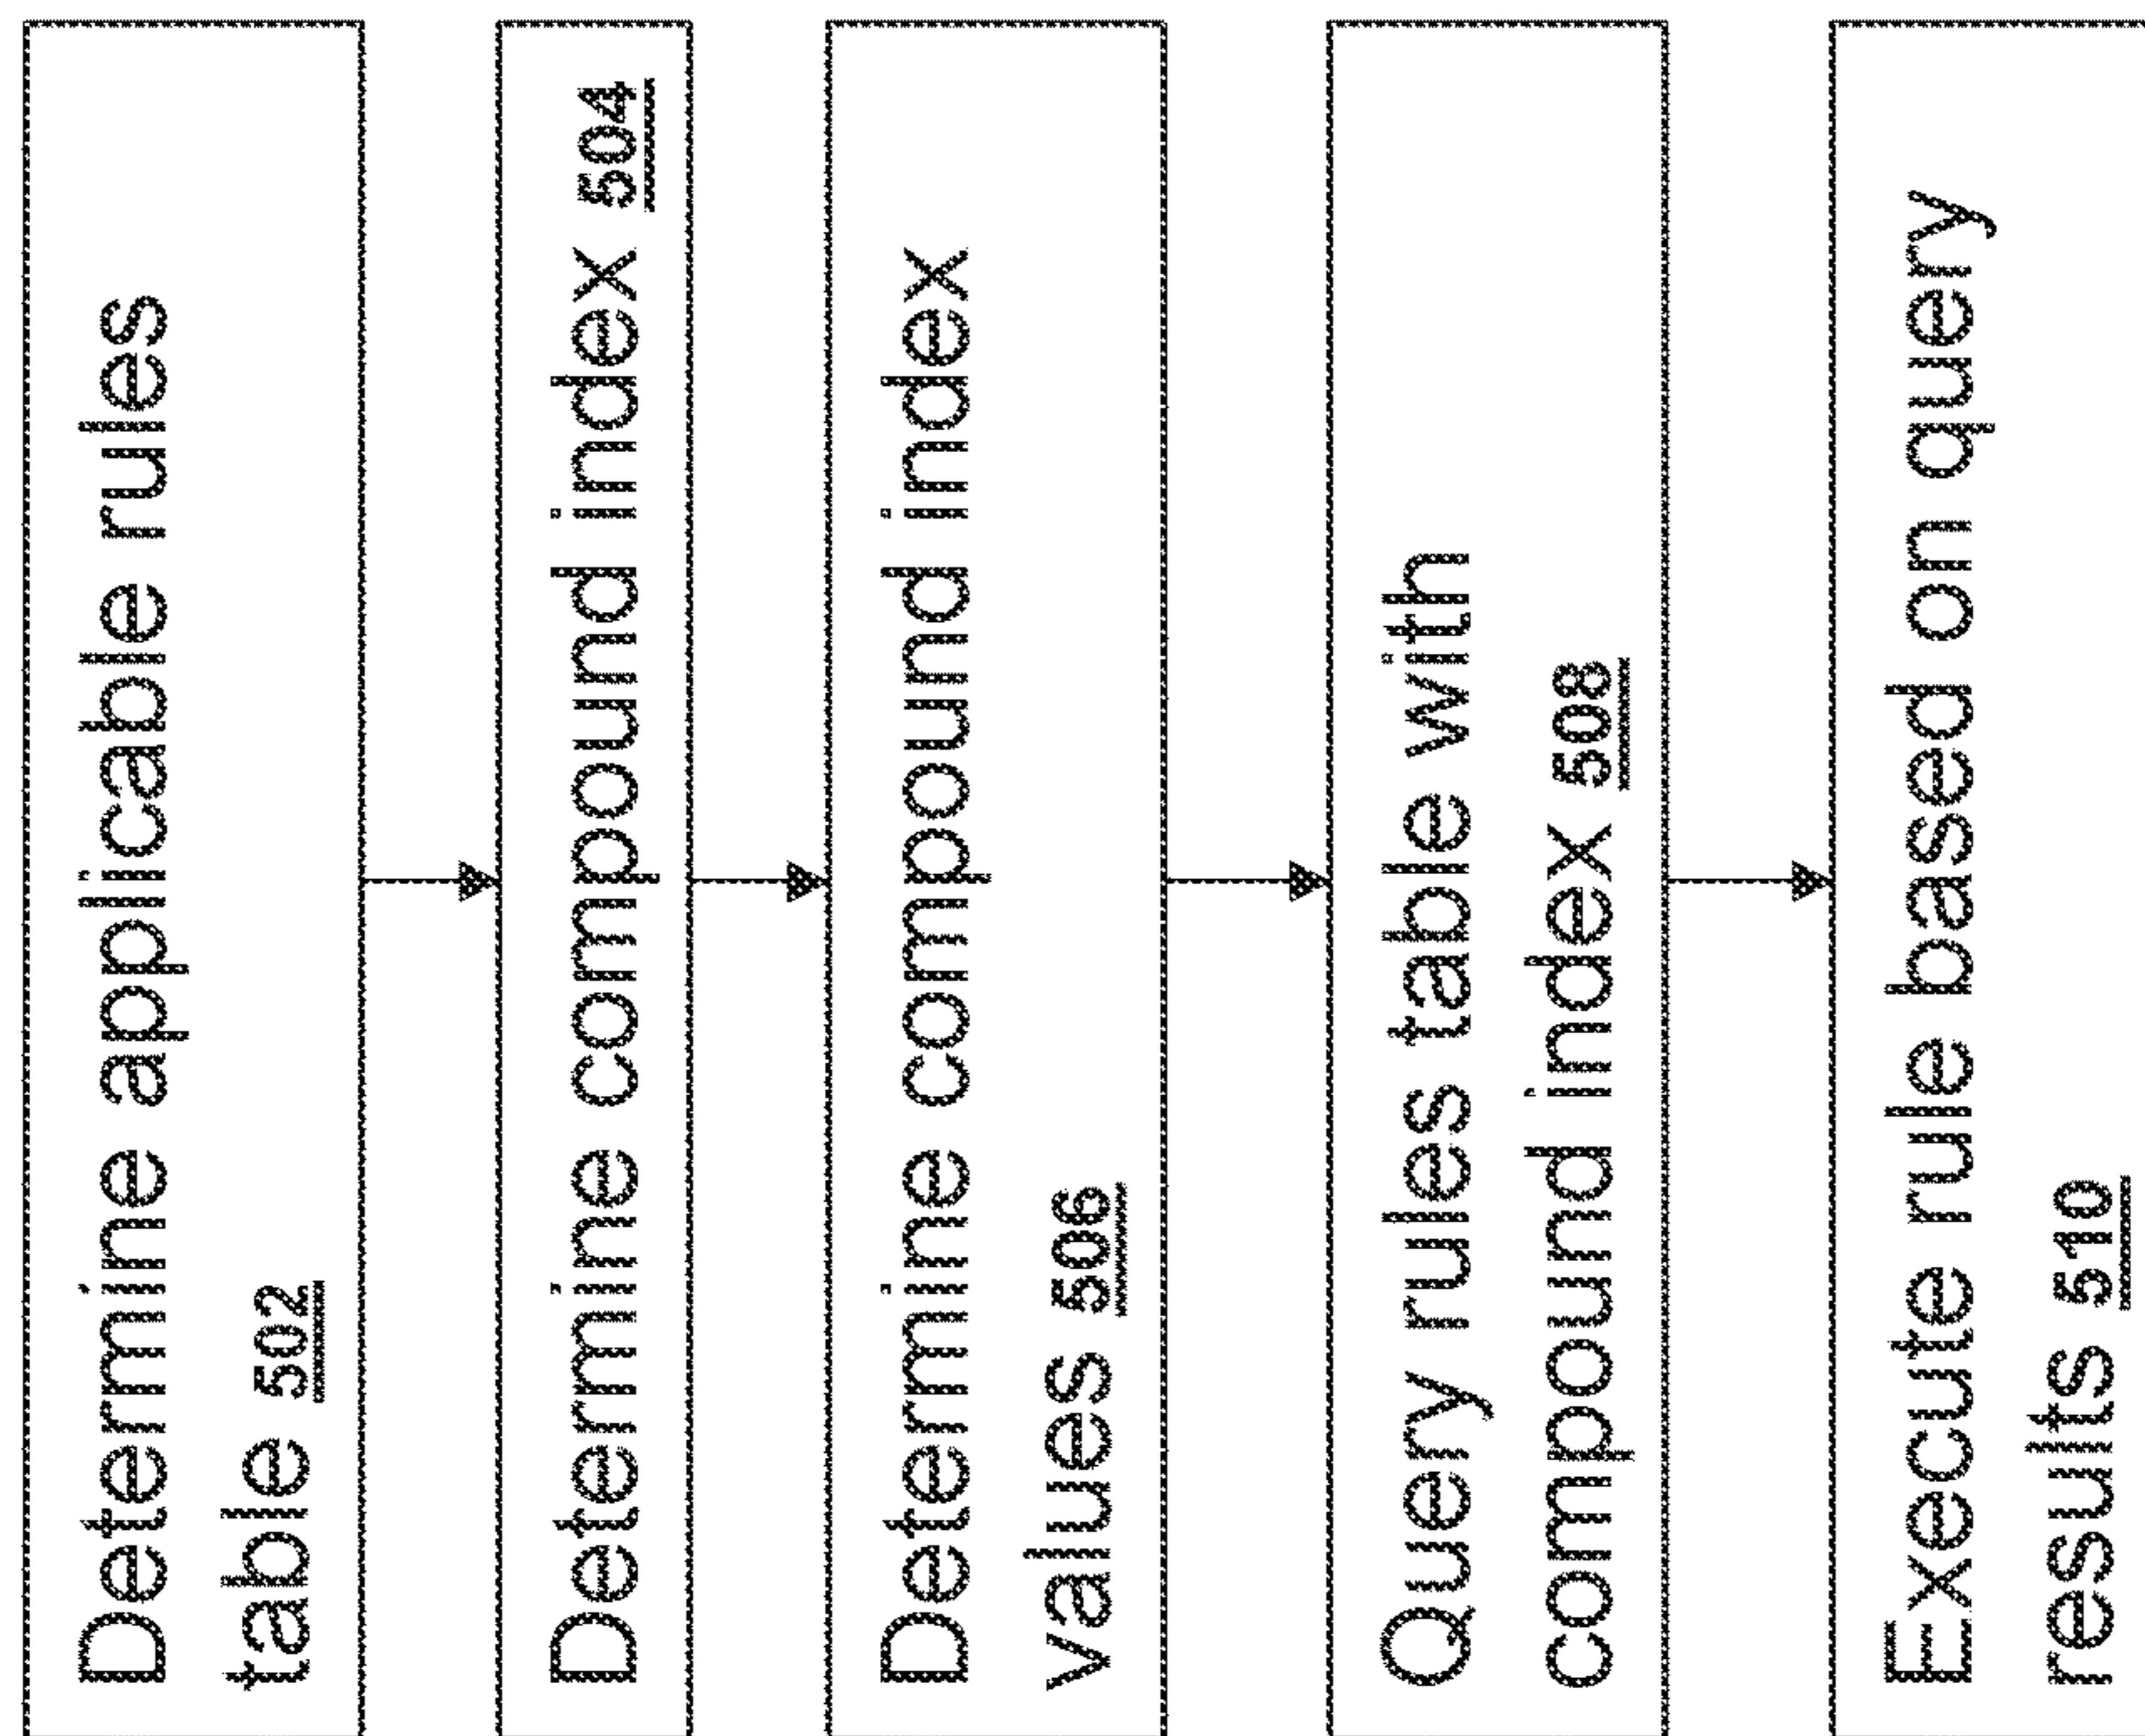 Determine applicable rules
table 502
Determine compound index 504
Determine compound index
values 506
Query rules table with
compound index 508
Execute rule based on query
results 510